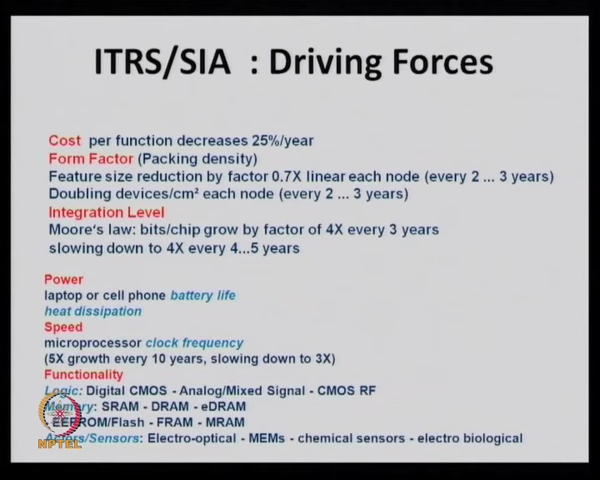 ITRS/SIA : Driving Forces
Cost per function decreases 25%/year
Form Factor (Packing density)
Feature size reduction by factor 0.7X linear each node (every 2 ... 3 years)
Doubling devices/cm² each node (every 2 ... 3 years)
Integration Level
Moore's law: bits/chip grow by factor of 4X every 3 years
slowing down to 4X every 4...5 years
Power
laptop or cell phone battery life
heat dissipation
Speed
microprocessor clock frequency
(5X growth every 10 years, slowing down to 3X)
Functionality
Logic: Digital CMOS - Analog/Mixed Signal - CMOS RF
Memory: SRAM - DRAM - eDRAM
- EEPROM/Flash - FRAM - MRAM
Actors/Sensors: Electro-optical - MEMs - chemical sensors - electro biological
NPTEL